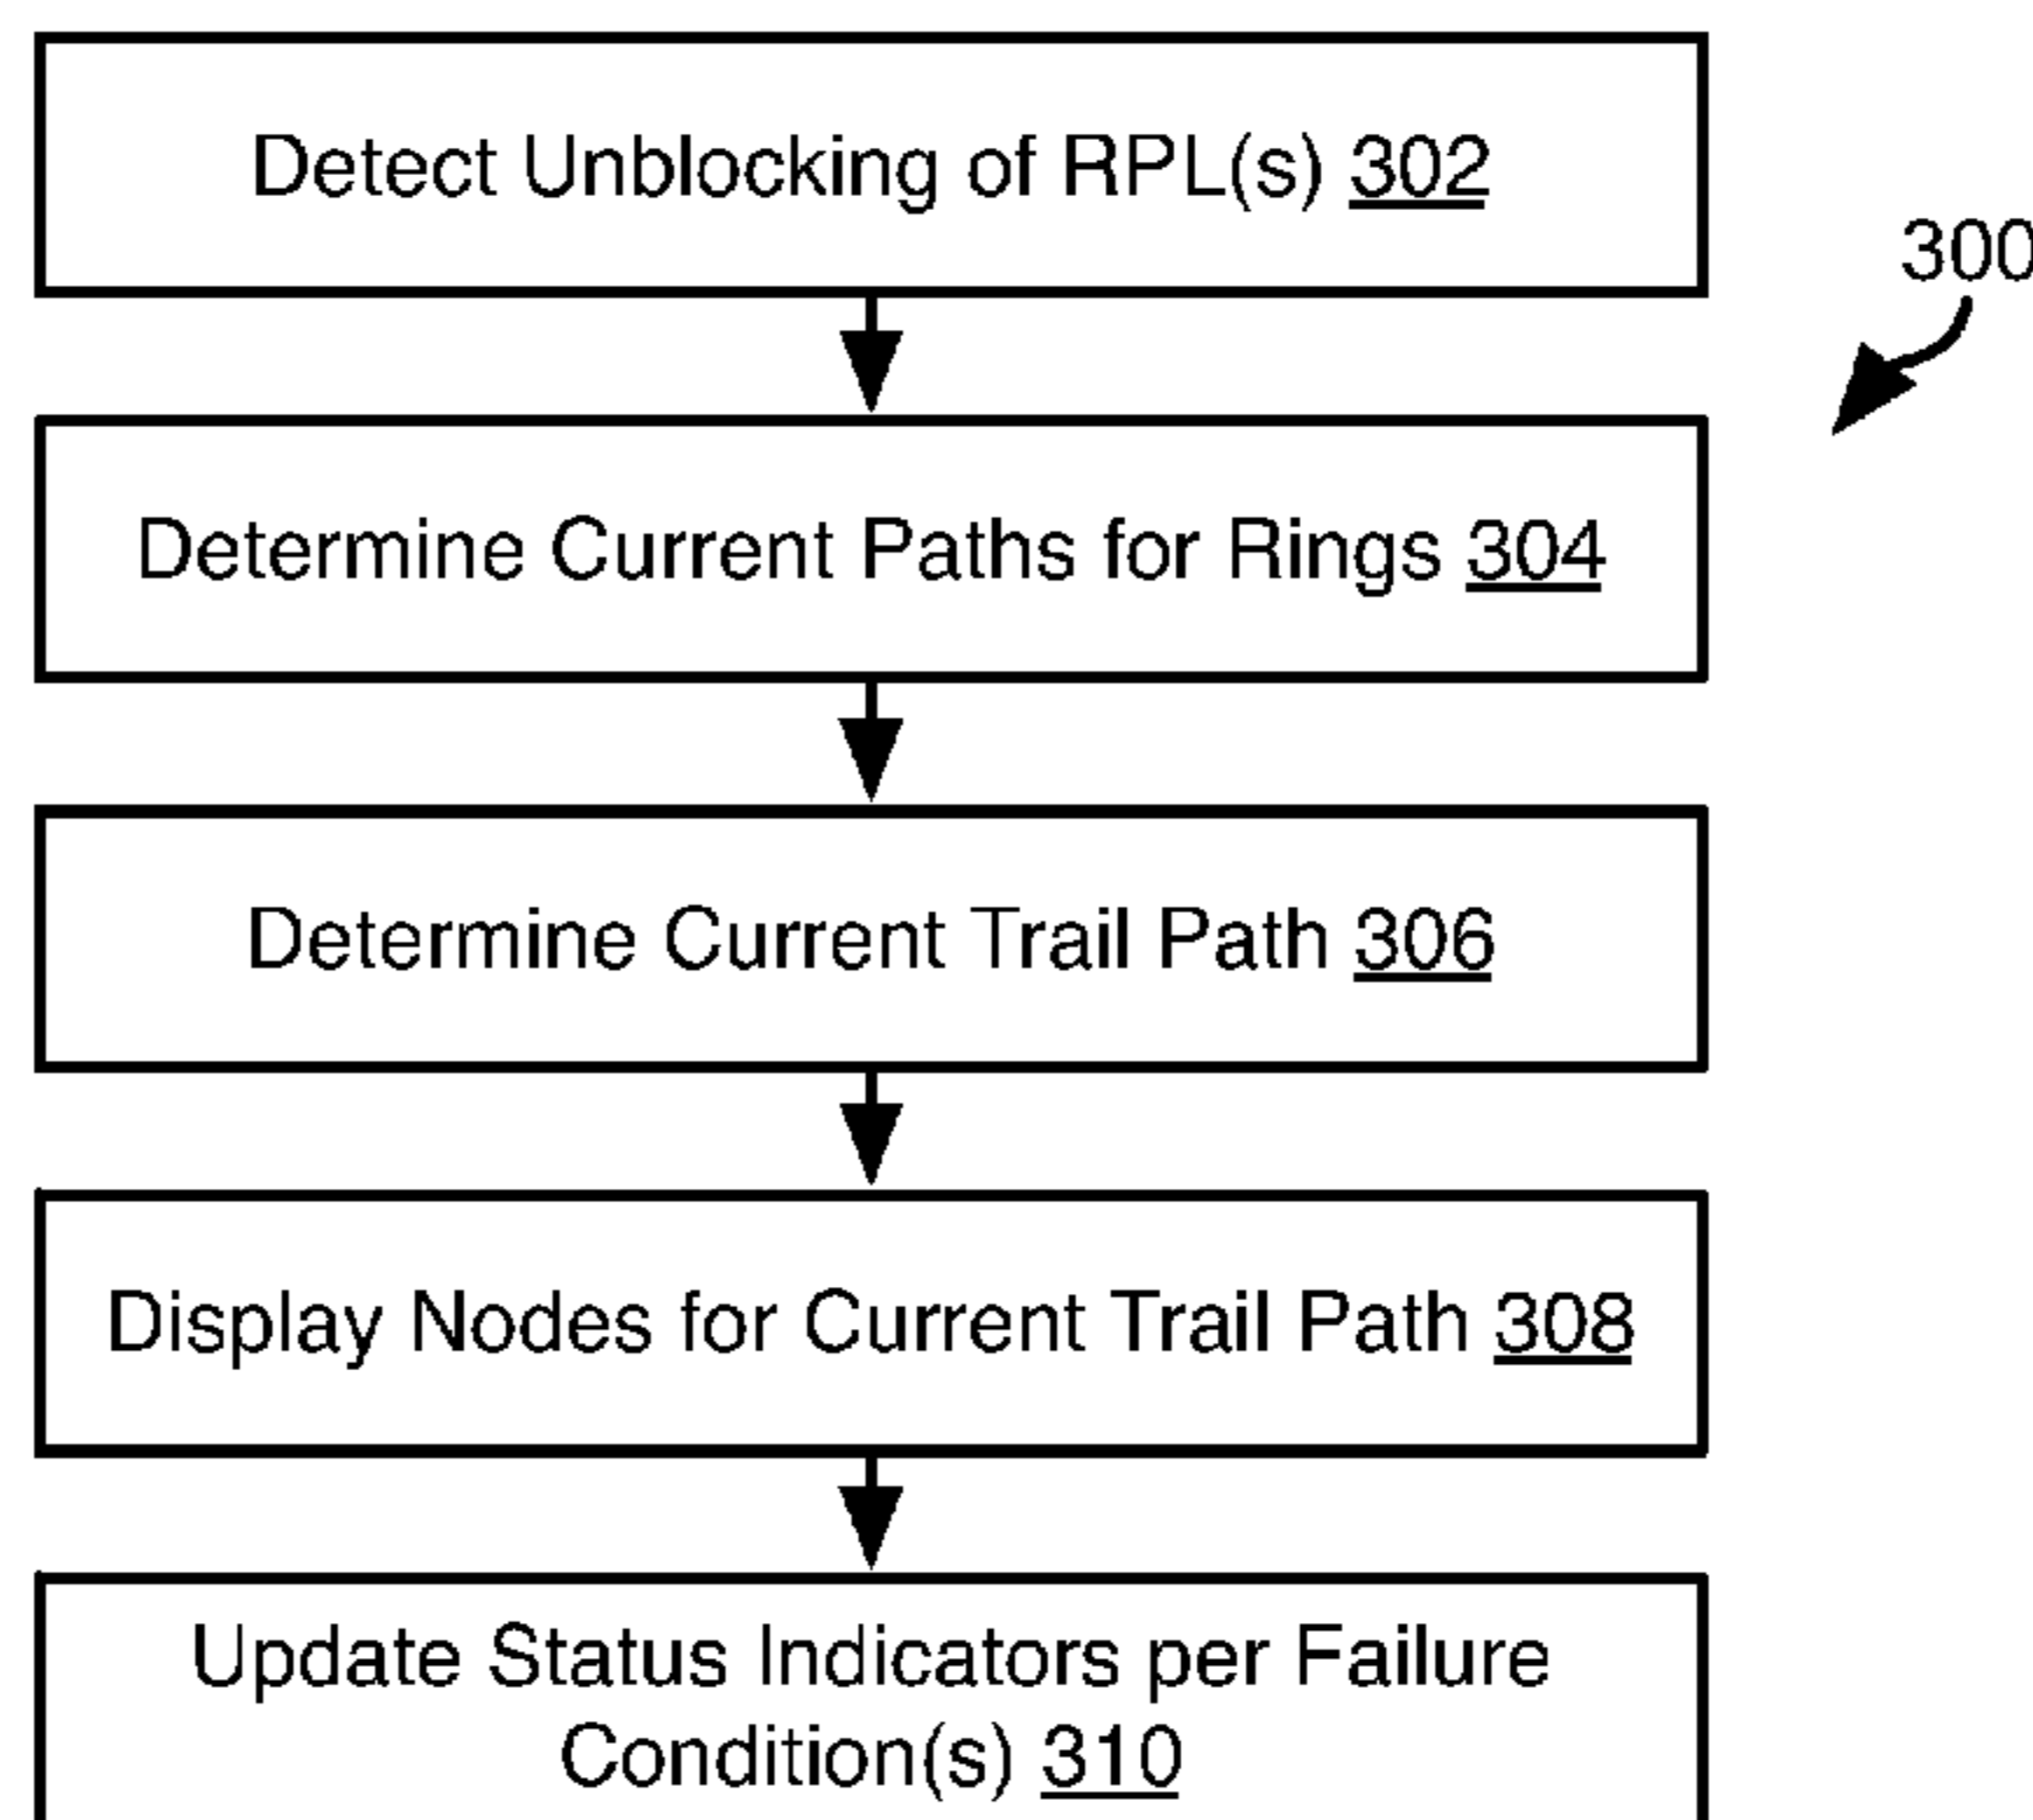 Detect Unblocking of RPL(s) 302
300
Determine Current Paths for Rings 304
Determine Current Trail Path 306
Display Nodes for Current Trail Path 308
Update Status Indicators per Failure
Condition(s) 310